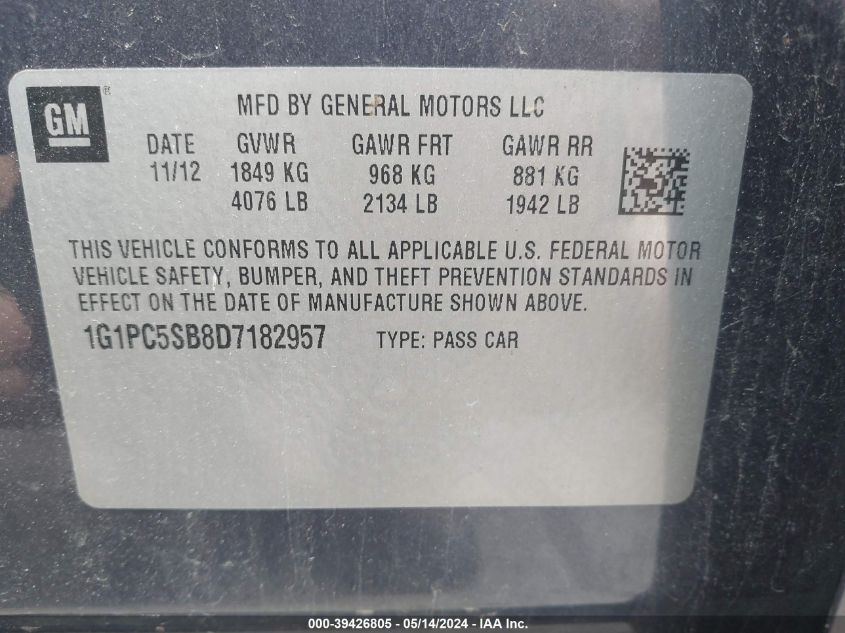 GM®
MFD BY GENERAL MOTORS LLC
DATE GVWR GAWR FRT GAWR RR
11/12 1849 KG 968 KG 881 KG
4076 LB 2134 LB 1942 LB
THIS VEHICLE CONFORMS TO ALL APPLICABLE U.S. FEDERAL MOTOR
VEHICLE SAFETY, BUMPER, AND THEFT PREVENTION STANDARDS IN
EFFECT ON THE DATE OF MANUFACTURE SHOWN ABOVE.
1G1PC5SB8D7182957 TYPE: PASS CAR
000-39426805 - 05/14/2024 - IAA Inc.